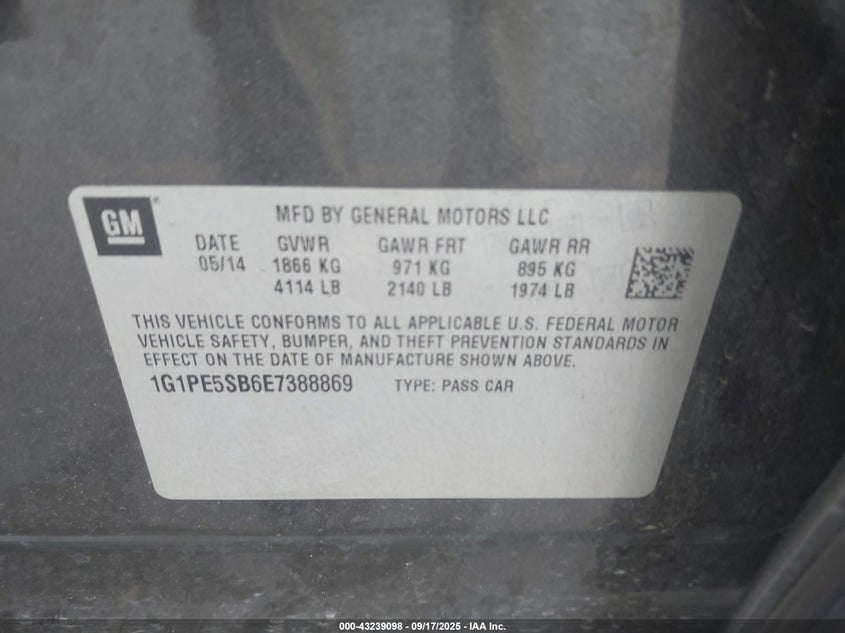 GM
MFD BY GENERAL MOTORS LLC
DATE GVWR GAWR FRT GAWR RR
05/14 1866 KG 971 KG 895 KG
4114 LB 2140 LB 1974 LB
THIS VEHICLE CONFORMS TO ALL APPLICABLE U.S. FEDERAL MOTOR
VEHICLE SAFETY, BUMPER, AND THEFT PREVENTION STANDARDS IN
EFFECT ON THE DATE OF MANUFACTURE SHOWN ABOVE.
1G1PE5SB6E7388869 TYPE: PASS CAR
000-43239098 - 09/17/2025 - IAA Inc.